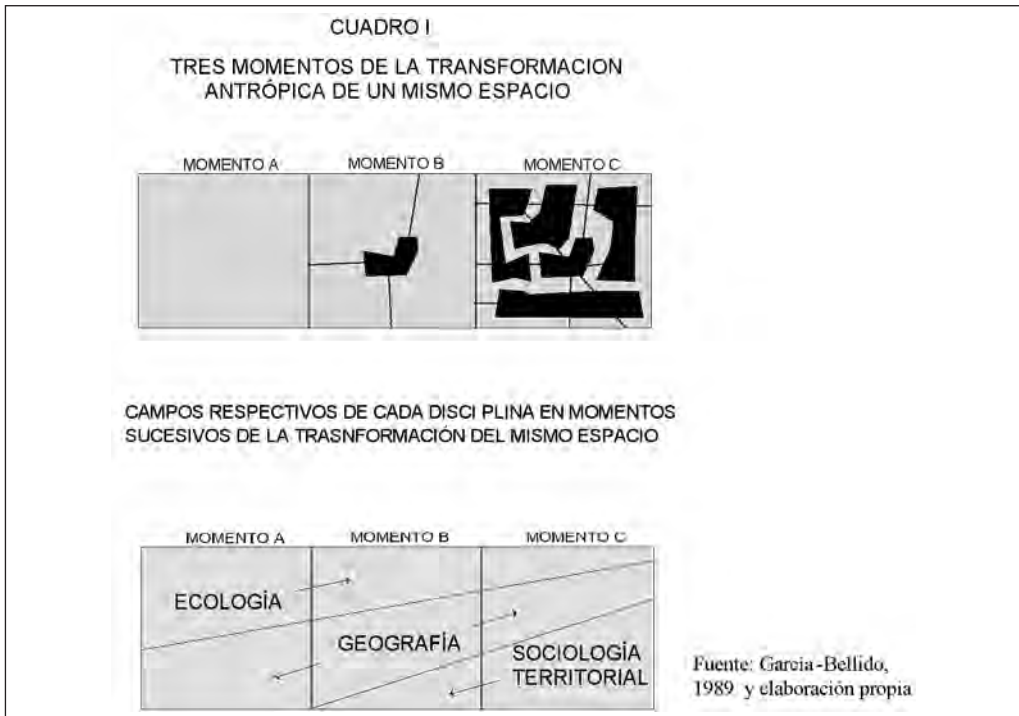 CUADRO I
TRES MOMENTOS DE LA TRANSFORMACION
ANTRÓPICA DE UN MISMO ESPACIO
MOMENTO A MOMENTO B MOMENTO C
CAMPOS RESPECTIVOS DE CADA DISCI PLINA EN MOMENTOS
SUCESIVOS DE LA TRASNFORMACIÓN DEL MISMO ESPACIO
MOMENTO A MOMENTO B MOMENTO C
ECOLOGÍA
GEOGRAFÍA
SOCIOLOGÍA
TERRITORIAL
Fuente: Garcia-Bellido,
1989 y elaboración propia